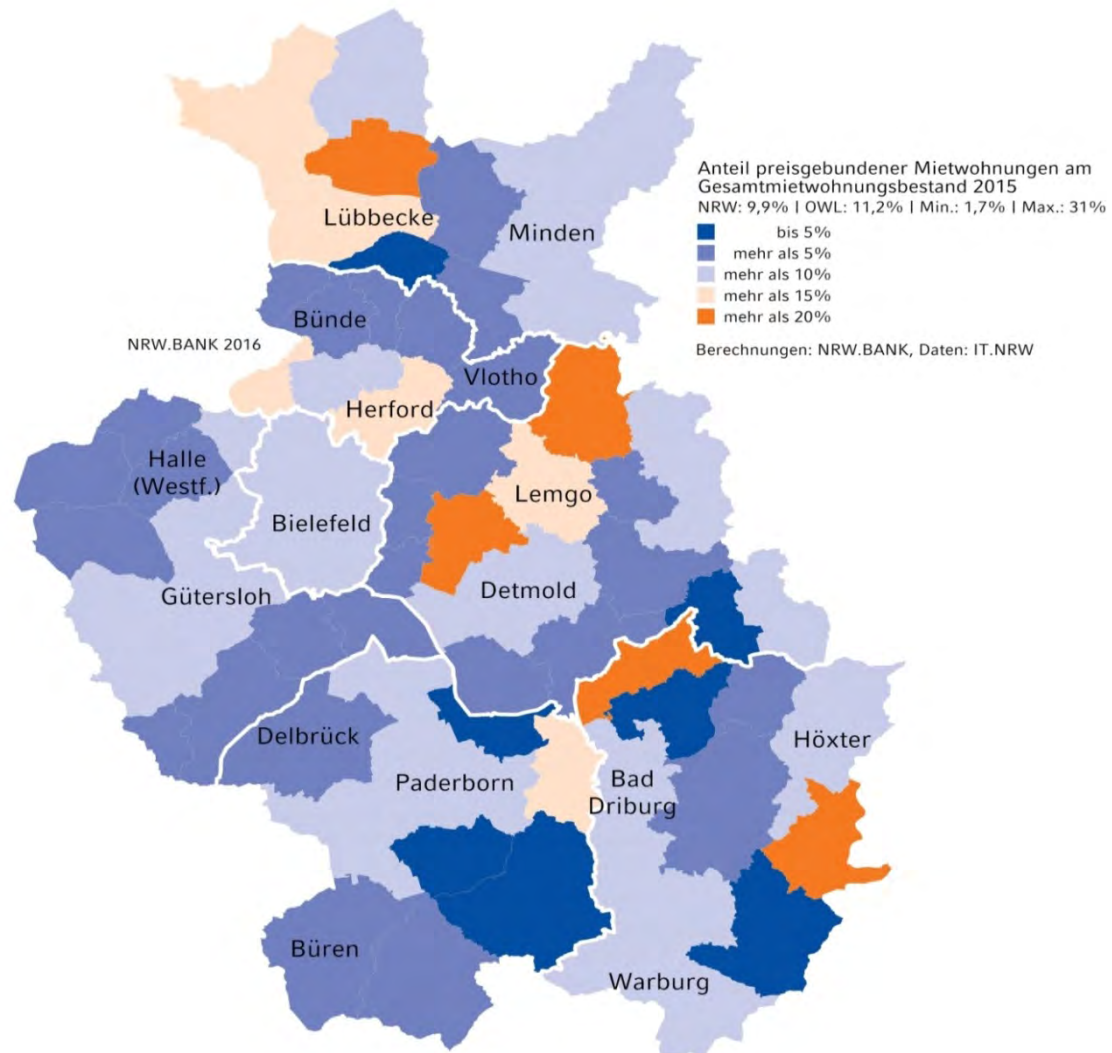 Anteil preisgebundener Mietwohnungen am
Gesamtmietwohnungsbestand 2015
NRW: 9,9% | OWL: 11,2% | Min.: 1,7% | Max.: 31%
bis 5%
mehr als 5%
mehr als 10%
mehr als 15%
mehr als 20%
Berechnungen: NRW.BANK, Daten: IT.NRW
Lübbecke
Minden
Bünde
NRW.BANK 2016
Vlotho
Herford
Halle
(Westf.)
Lemgo
Bielefeld
Detmold
Gütersloh
Delbrück
Höxter
Paderborn
Bad
Driburg
Büren
Warburg